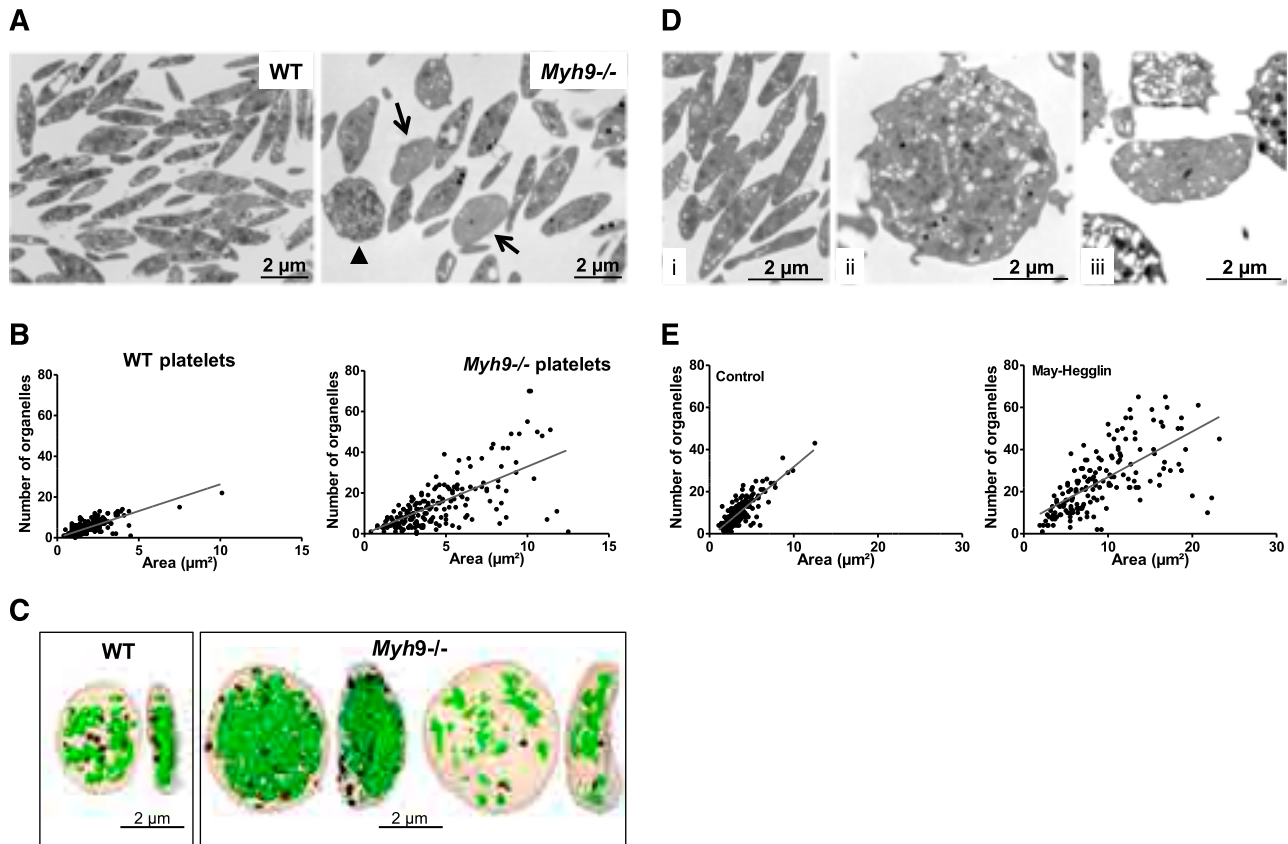 A
WT
2 µm
Myh9-/-
2 µm
B
WT platelets
Number of organelles
80
60
40
20
0
0 5 10 15
Area (µm²)
Myh9-/- platelets
Number of organelles
80
60
40
20
0
0 5 10 15
Area (µm²)
C
WT
2 µm
Myh9-/-
2 µm
D
i
2 µm
ii
2 µm
iii
2 µm
E
Control
Number of organelles
80
60
40
20
0
0 10 20 30
Area (µm²)
May-Hegglin
Number of organelles
80
60
40
20
0
0 10 20 30
Area (µm²)